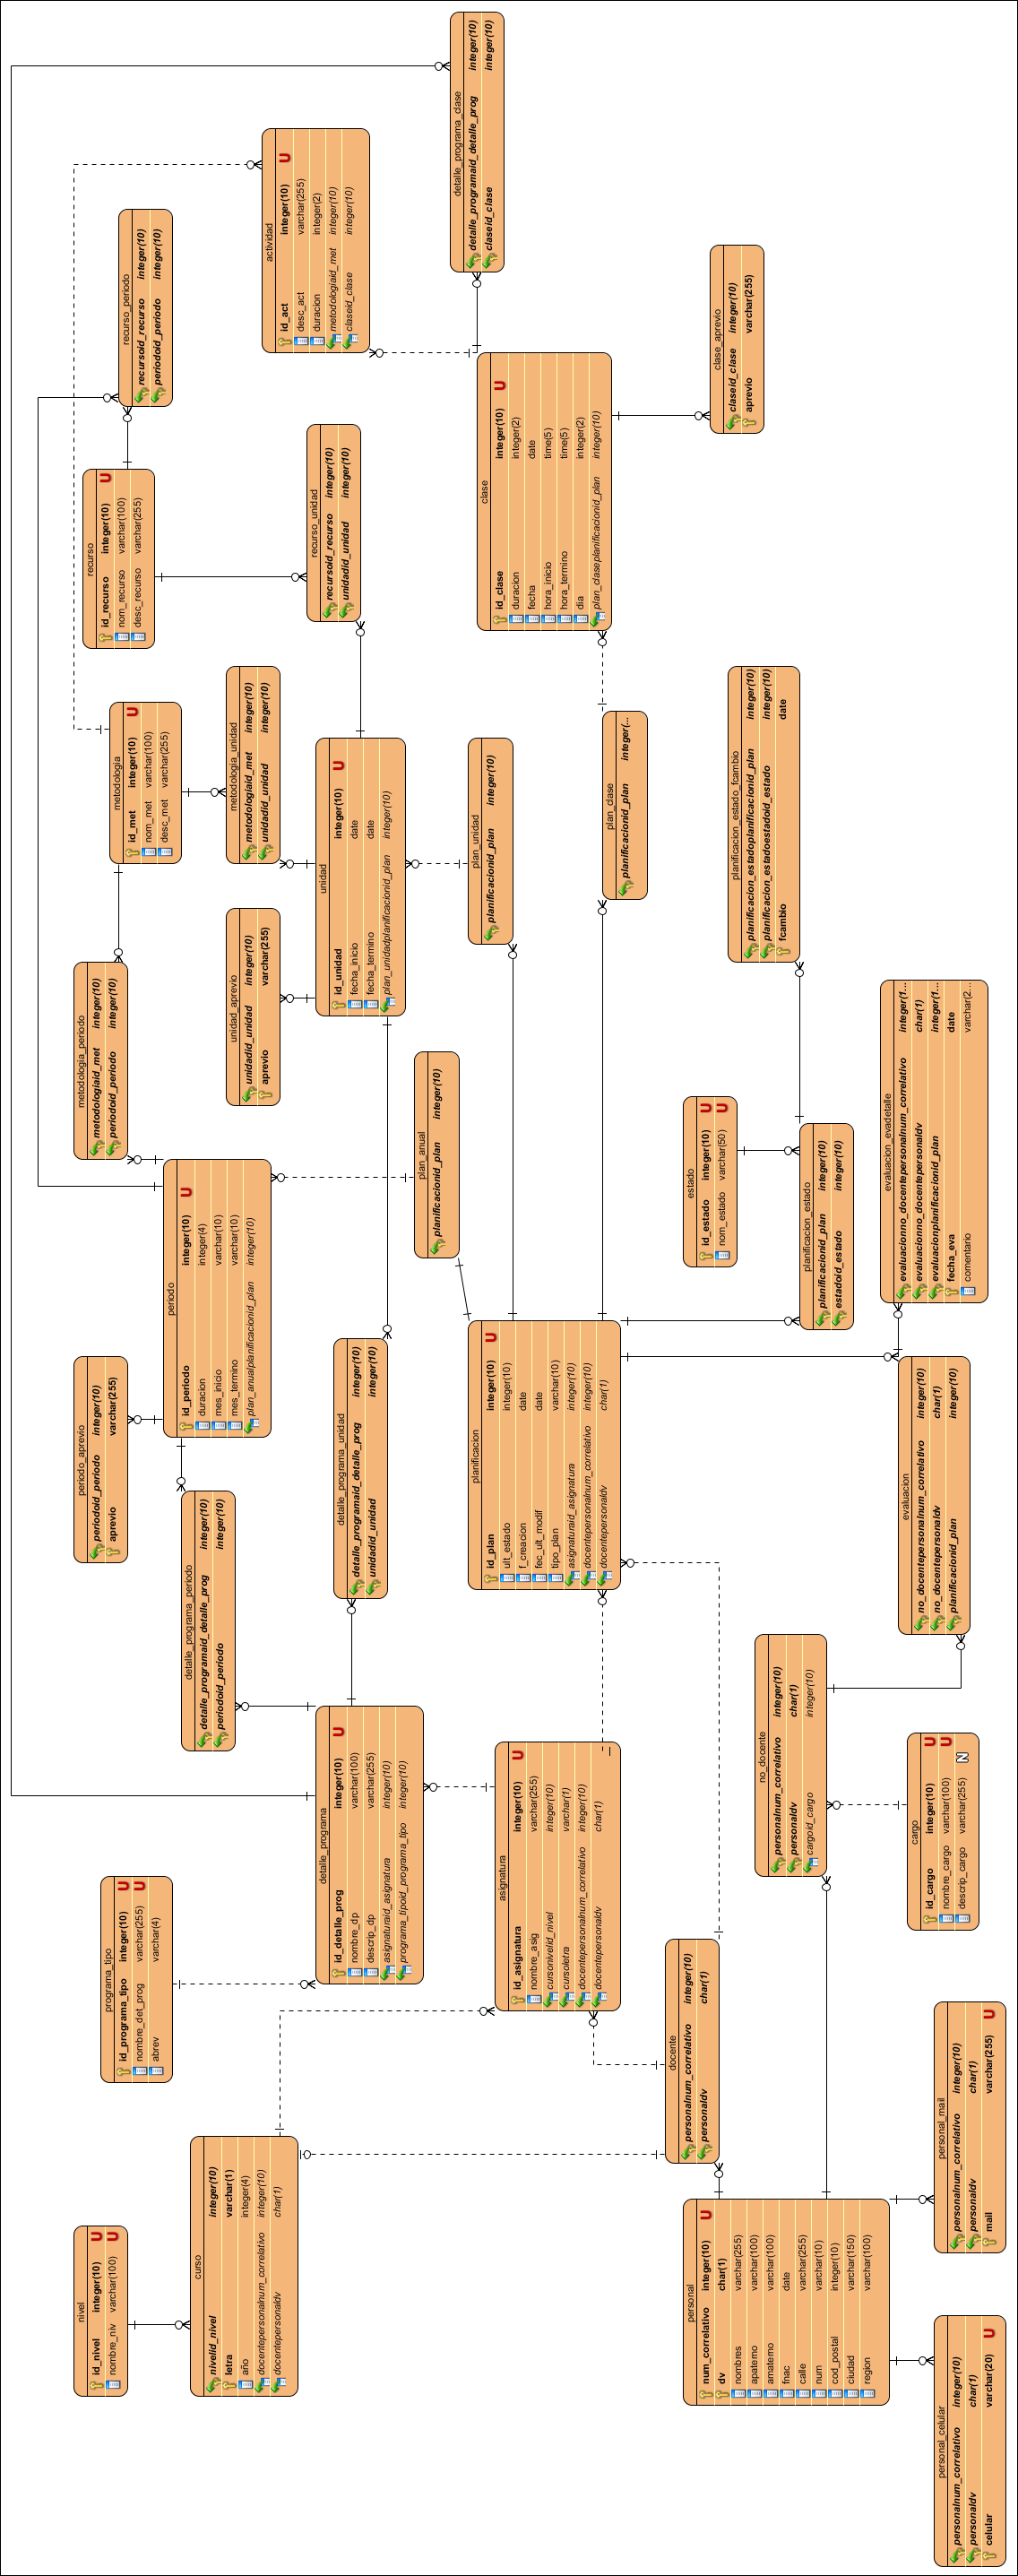 nivel
id_nivel integer(10)
nombre_niv varchar(100)
periodo_aprevio
periodoid_periodo integer(10)
aprevio varchar(255)
metodologia_periodo
metodologiaid_met integer(10)
periodoid_periodo integer(10)
recurso
id_recurso integer(10)
nom_recurso varchar(100)
desc_recurso varchar(255)
programa_tipo
id_programa_tipo integer(10)
nombre_det_prog varchar(255)
abrev varchar(4)
metodologia
id_met integer(10)
nom_met varchar(100)
desc_met varchar(255)
recurso_periodo
recursoid_recurso integer(10)
periodoid_periodo integer(10)
periodo
id_periodo integer(10)
duracion integer(4)
mes_inicio varchar(10)
mes_termino varchar(10)
plan_anualplanificacionid_plan integer(10)
detalle_programa_periodo
detalle_programaid_detalle_prog integer(10)
periodoid_periodo integer(10)
curso
nivelid_nivel integer(10)
letra varchar(1)
año integer(4)
docentepersonalnum_correlativo integer(10)
docentepersonaldv char(1)
unidad_aprevio
unidadid_unidad integer(10)
aprevio varchar(255)
metodologia_unidad
metodologiaid_met integer(10)
unidadid_unidad integer(10)
actividad
id_act integer(10)
desc_act varchar(255)
duracion integer(2)
metodologiaid_met integer(10)
claseid_clase integer(10)
recurso_unidad
recursoid_recurso integer(10)
unidadid_unidad integer(10)
detalle_programa
id_detalle_prog integer(10)
nombre_dp varchar(100)
descrip_dp varchar(255)
asignaturaid_asignatura integer(10)
programa_tipoid_programa_tipo integer(10)
unidad
id_unidad integer(10)
fecha_inicio date
fecha_termino date
plan_unidadplanificacionid_plan integer(10)
detalle_programa_unidad
detalle_programaid_detalle_prog integer(10)
unidadid_unidad integer(10)
plan_anual
planificacionid_plan integer(10)
detalle_programa_clase
detalle_programaid_detalle_prog integer(10)
claseid_clase integer(10)
planificacion
id_plan integer(10)
ult_estado integer(10)
f_creacion date
fec_ult_modif date
tipo_plan varchar(10)
asignaturaid_asignatura integer(10)
docentepersonalnum_correlativo integer(10)
docentepersonaldv char(1)
plan_unidad
planificacionid_plan integer(10)
clase
id_clase integer(10)
duracion integer(2)
fecha date
hora_inicio time(5)
hora_termino time(5)
dia integer(2)
plan_claseplanificacionid_plan integer(10)
asignatura
id_asignatura integer(10)
nombre_asig varchar(255)
cursonivelid_nivel integer(10)
cursoletra varchar(1)
docentepersonalnum_correlativo integer(10)
docentepersonaldv char(1)
plan_clase
planificacionid_plan integer(...
docente
personalnum_correlativo integer(10)
personaldv char(1)
personal
num_correlativo integer(10)
dv char(1)
nombres varchar(255)
apaterno varchar(100)
amaterno varchar(100)
fnac date
calle varchar(255)
num varchar(10)
cod_postal integer(10)
ciudad varchar(150)
region varchar(100)
estado
id_estado integer(10)
nom_estado varchar(50)
clase_aprevio
claseid_clase integer(10)
aprevio varchar(255)
planificacion_estado_fcambio
planificacion_estadoplanificacionid_plan integer(10)
planificacion_estadoestadoid_estado integer(10)
fcambio date
no_docente
personalnum_correlativo integer(10)
personaldv char(1)
cargoid_cargo integer(10)
planificacion_estado
planificacionid_plan integer(10)
estadoid_estado integer(10)
evaluacion_evadetalle
evaluacionno_docentepersonalnum_correlativo integer(1...
evaluacionno_docentepersonaldv char(1)
evaluacionplanificacionid_plan integer(1...
fecha_eva date
comentario varchar(2...
evaluacion
no_docentepersonalnum_correlativo integer(10)
no_docentepersonaldv char(1)
planificacionid_plan integer(10)
cargo
id_cargo integer(10)
nombre_cargo varchar(100)
descrip_cargo varchar(255)
personal_celular
personalnum_correlativo integer(10)
personaldv char(1)
celular varchar(20)
personal_mail
personalnum_correlativo integer(10)
personaldv char(1)
mail varchar(255)